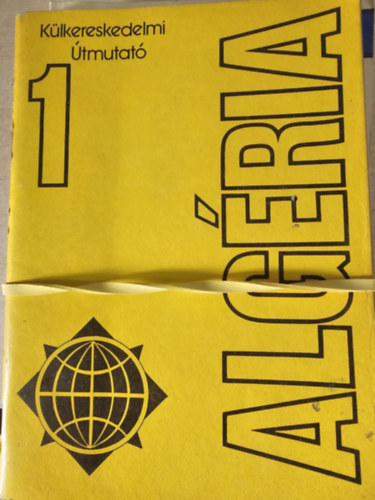 Külkereskedelmi
Útmutató
1
ALGÉRIA